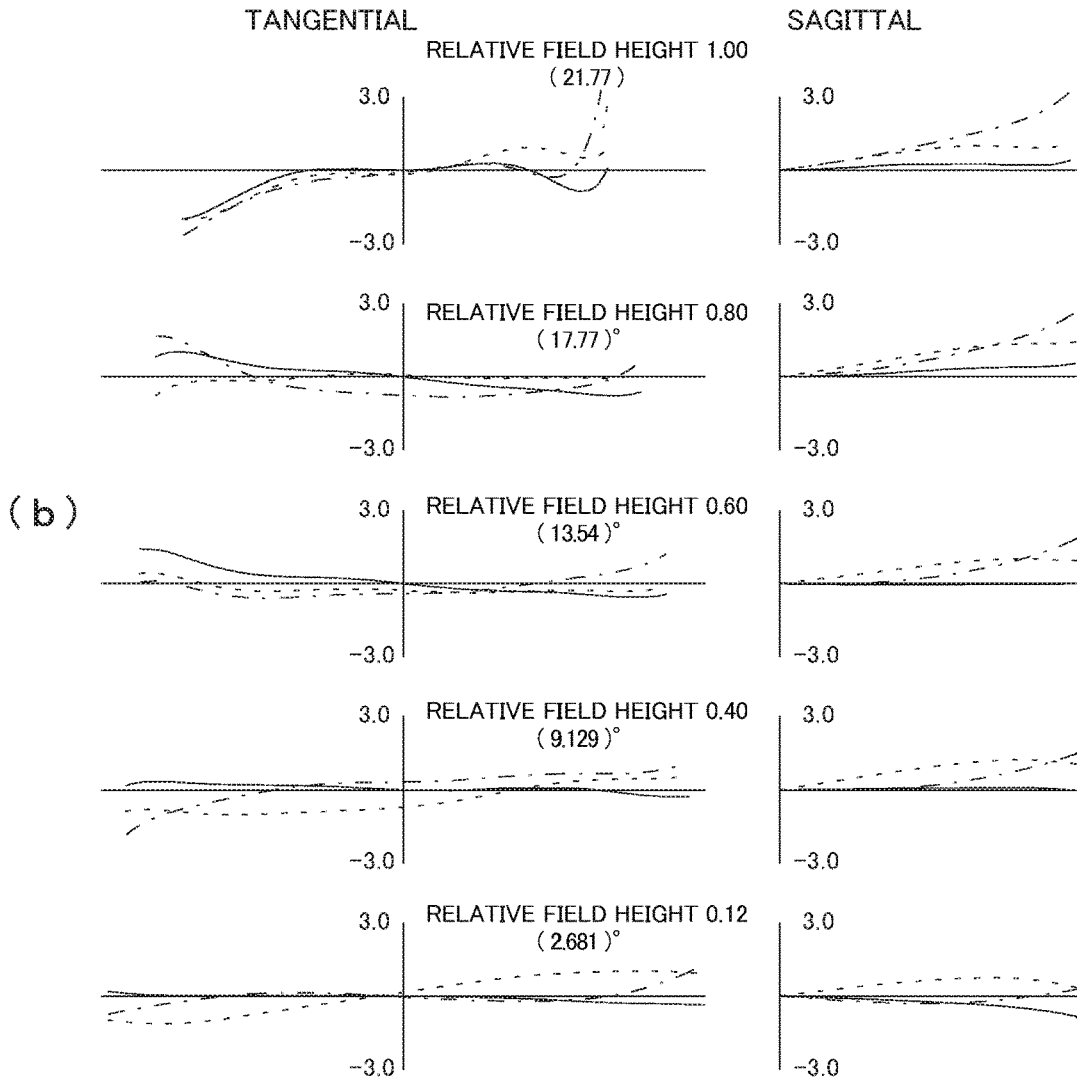 TANGENTIAL SAGITTAL
RELATIVE FIELD HEIGHT 1.00
( 21.77 )
3.0 3.0
-3.0 -3.0
RELATIVE FIELD HEIGHT 0.80
( 17.77 )°
3.0 3.0
-3.0 -3.0
( b )
RELATIVE FIELD HEIGHT 0.60
( 13.54 )°
3.0 3.0
-3.0 -3.0
RELATIVE FIELD HEIGHT 0.40
( 9.129 )°
3.0 3.0
-3.0 -3.0
RELATIVE FIELD HEIGHT 0.12
( 2.681 )°
3.0 3.0
-3.0 -3.0